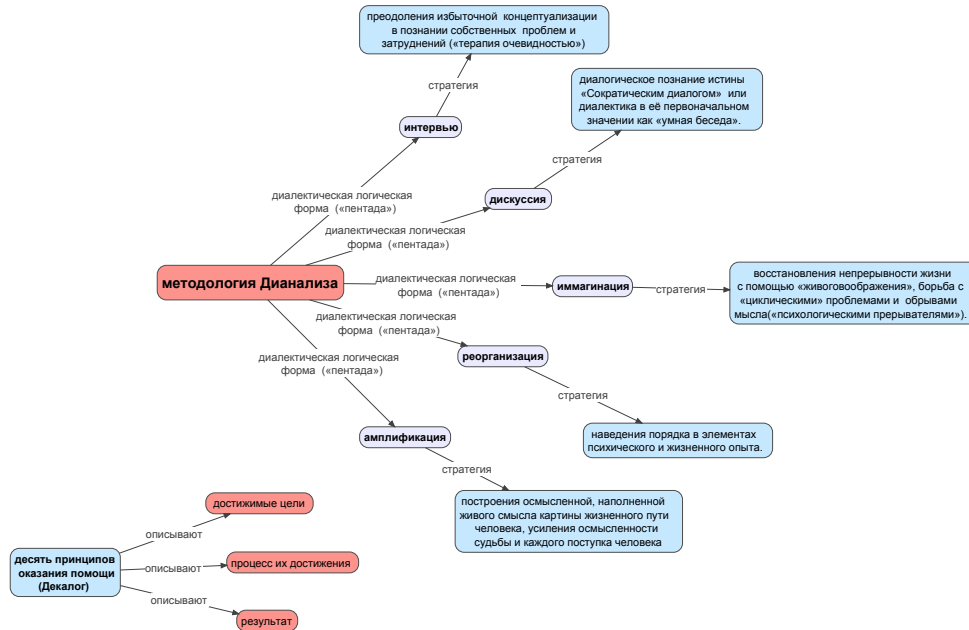 преодоления избыточной концептуализации
в познании собственных проблем и
затруднений («терапия очевидностью»)
стратегия
интервью
диалектическая логическая
форма («пентада»)
диалогическое познание истины
«Сократическим диалогом» или
диалектика в её первоначальном
значении как «умная беседа».
стратегия
дискуссия
диалектическая логическая
форма («пентада»)
методология Дианализа
диалектическая логическая
форма («пентада»)
иммагинация
стратегия
восстановления непрерывности жизни
с помощью «живоговоображения», борьба с
«циклическими» проблемами и обрывами
мысла(«психологическими прерывателями»).
диалектическая логическая
форма («пентада»)
реорганизация
стратегия
наведения порядка в элементах
психического и жизненного опыта.
диалектическая логическая
форма («пентада»)
амплификация
стратегия
построения осмысленной, наполненной
живого смысла картины жизненного пути
человека, усиления осмысленности
судьбы и каждого поступка человека
десять принципов
оказания помощи
(Декалог)
описывают
достижимые цели
описывают
процесс их достижения
описывают
результат